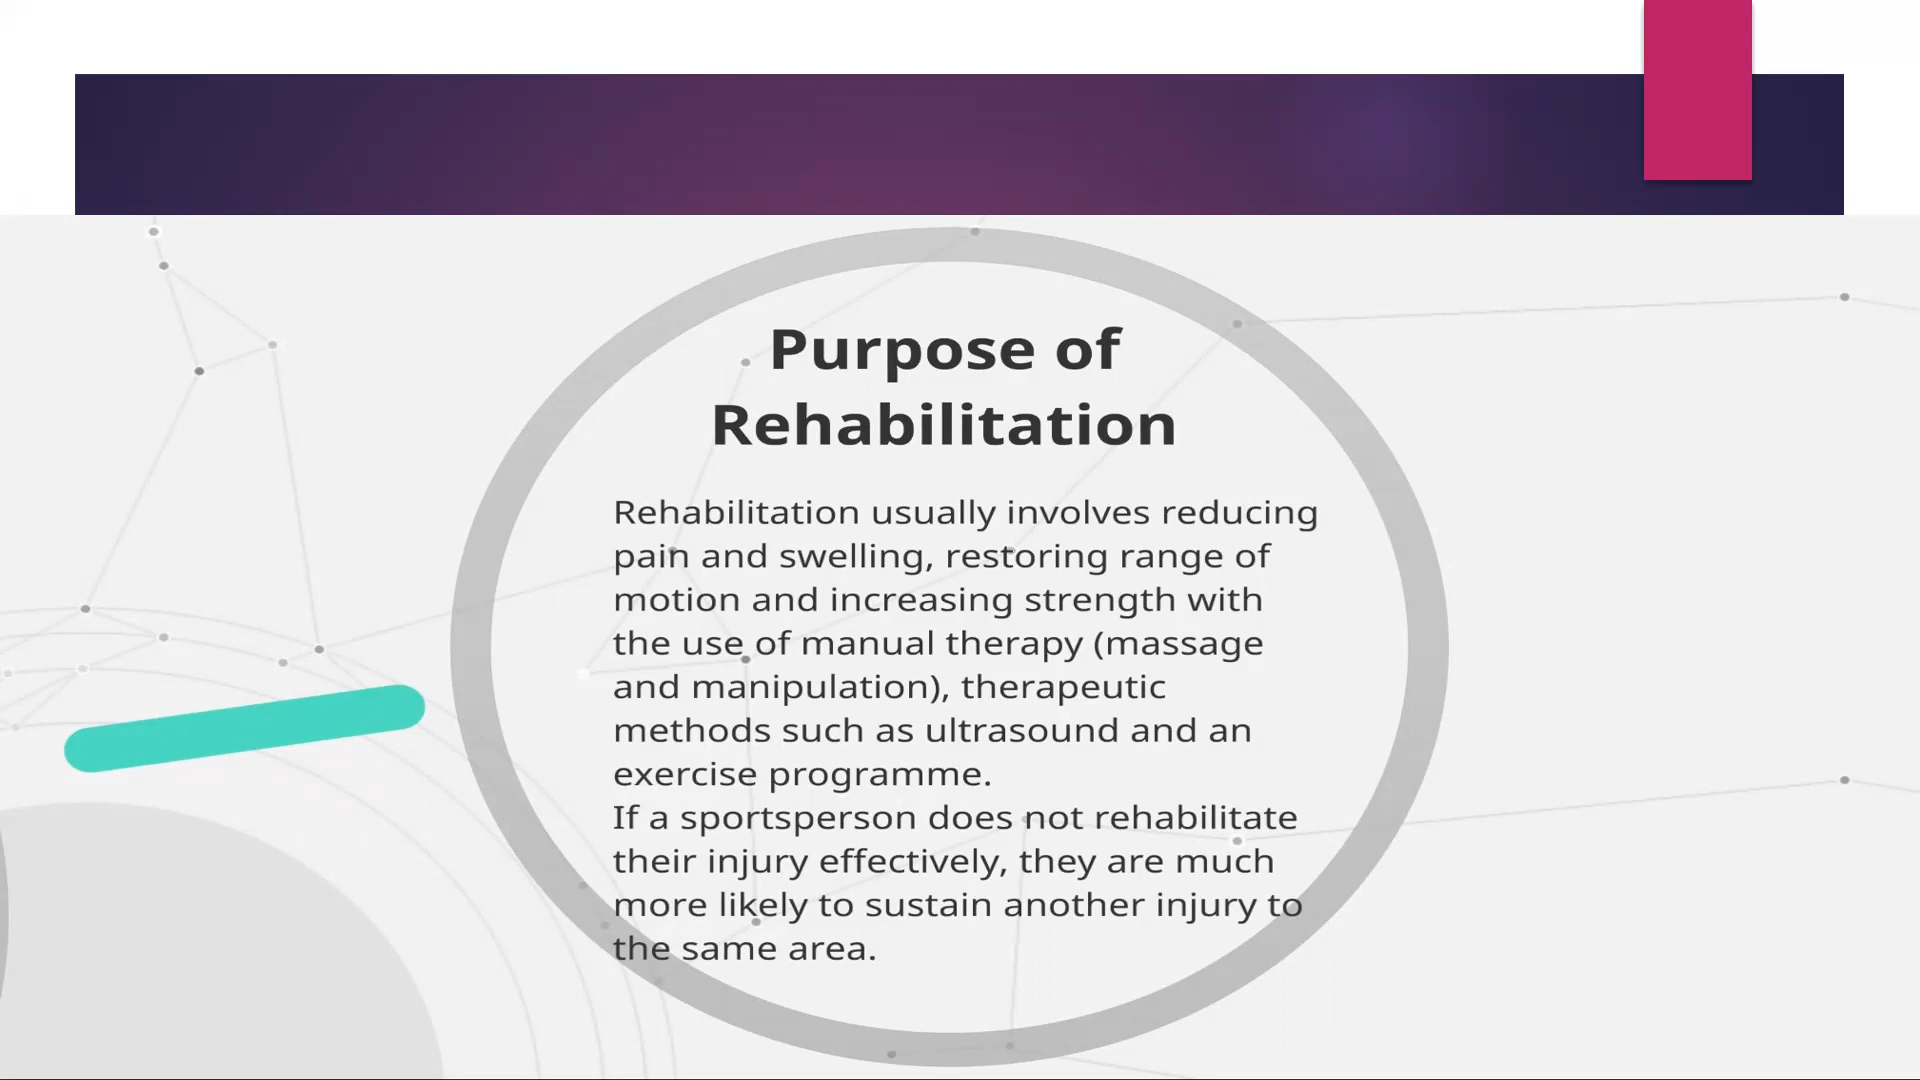 Purpose of
Rehabilitation
Rehabilitation usually involves reducing
pain and swelling, restoring range of
motion and increasing strength with
the use of manual therapy (massage
and manipulation), therapeutic
methods such as ultrasound and an
exercise programme.
If a sportsperson does not rehabilitate
their injury effectively, they are much
more likely to sustain another injury to
the same area.